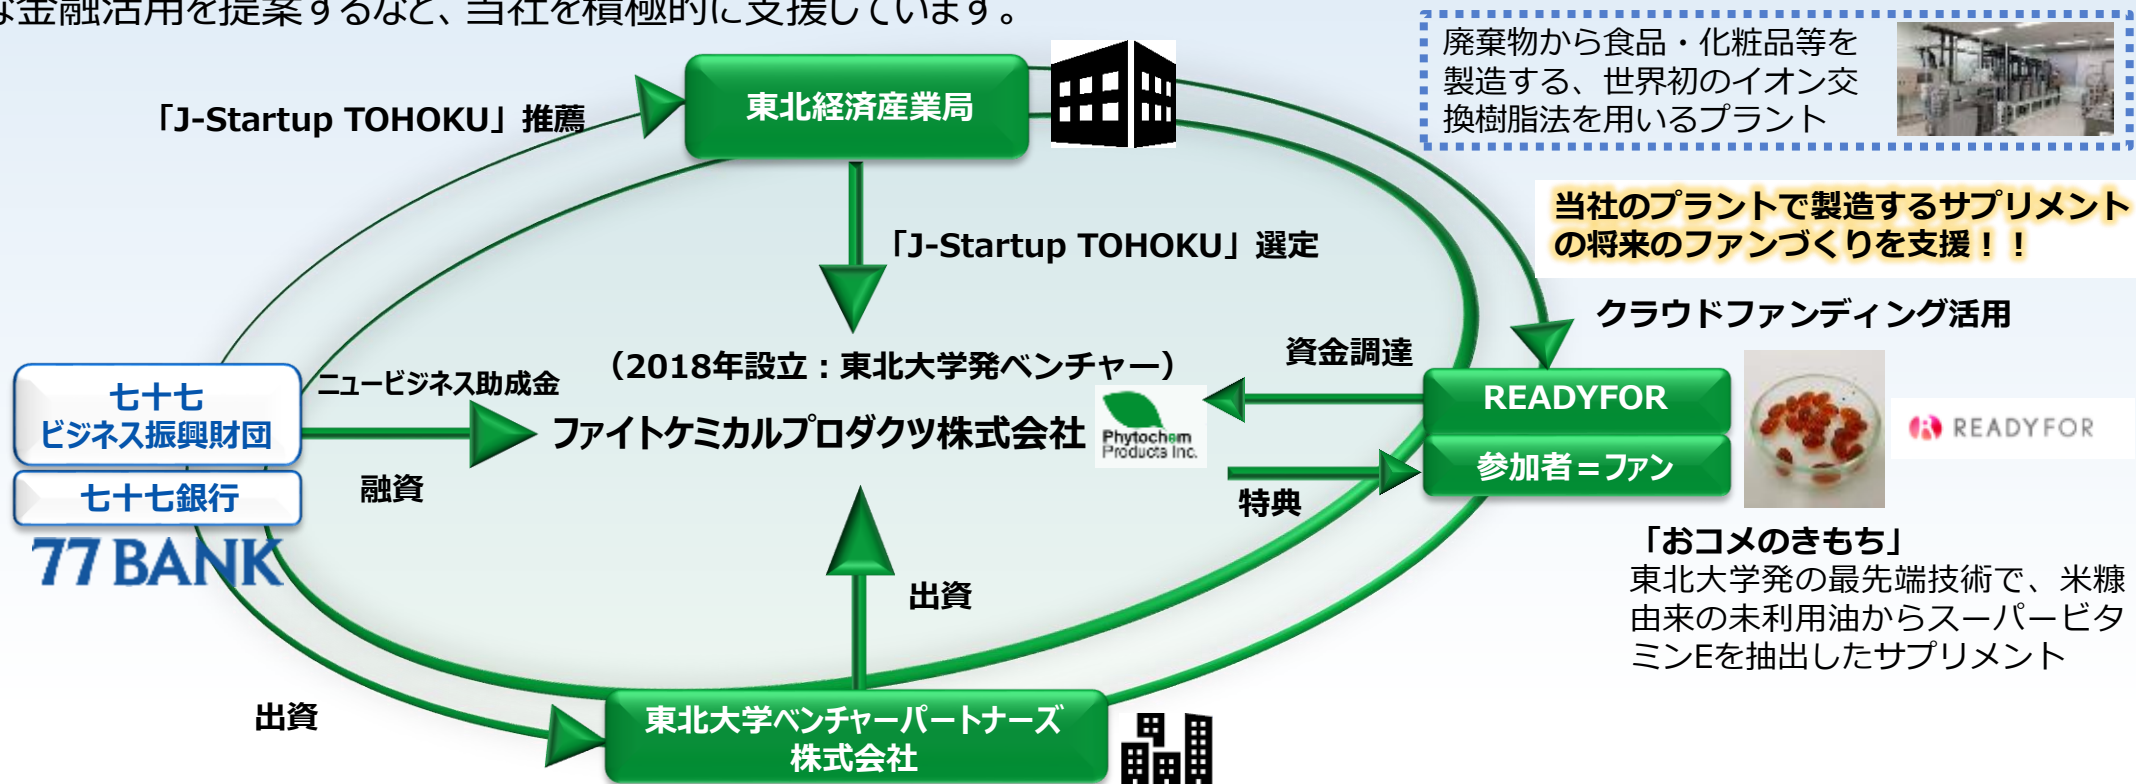 な金融活用を提案するなど、当社を積極的に支援しています。
廃棄物から食品・化粧品等を
製造する、世界初のイオン交
換樹脂法を用いるプラント
「J-Startup TOHOKU」推薦
東北経済産業局
当社のプラントで製造するサプリメント
の将来のファンづくりを支援！！
「J-Startup TOHOKU」選定
クラウドファンディング活用
資金調達
（2018年設立：東北大学発ベンチャー）
ニュービジネス助成金
七十七
ビジネス振興財団
ファイトケミカルプロダクツ株式会社
Phytochem
Products Inc.
READYFOR
READYFOR
参加者＝ファン
特典
融資
七十七銀行
77 BANK
「おコメのきもち」
東北大学発の最先端技術で、米糠
由来の未利用油からスーパービタ
ミンEを抽出したサプリメント
出資
出資
東北大学ベンチャーパートナーズ
株式会社